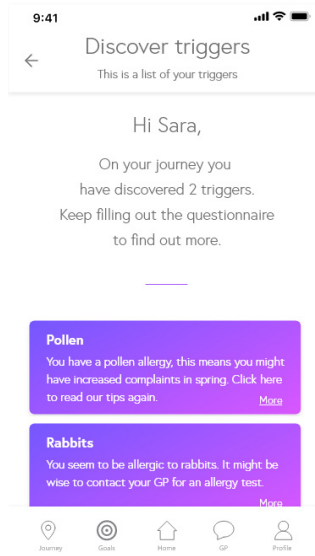 9:41
Discover triggers
This is a list of your triggers
Hi Sara,
On your journey you
have discovered 2 triggers.
Keep filling out the questionnaire
to find out more.
Pollen
You have a pollen allergy, this means you might
have increased complaints in spring. Click here
to read our tips again.
More
Rabbits
You seem to be allergic to rabbits. It might be
wise to contact your GP for an allergy test.
More
Journey
Goals
Home
GP
Profile